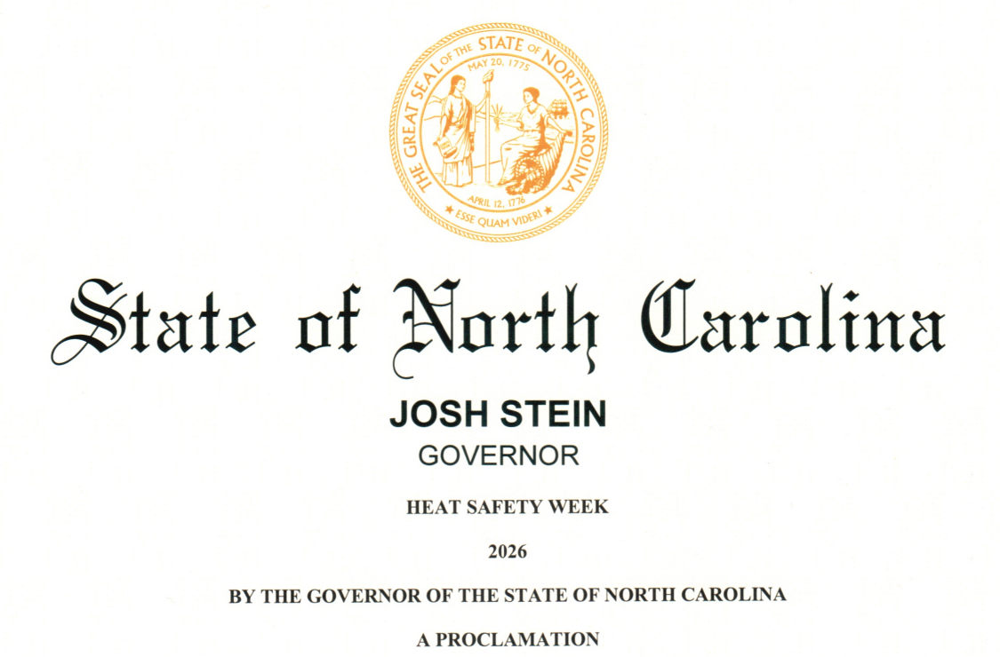 THE GREAT SEAL OF THE STATE OF NORTH CAROLINA
MAY 20, 1775
APRIL 12, 1776
★ ESSE QUAM VIDERI ★
State of North Carolina
JOSH STEIN
GOVERNOR
HEAT SAFETY WEEK
2026
BY THE GOVERNOR OF THE STATE OF NORTH CAROLINA
A PROCLAMATION